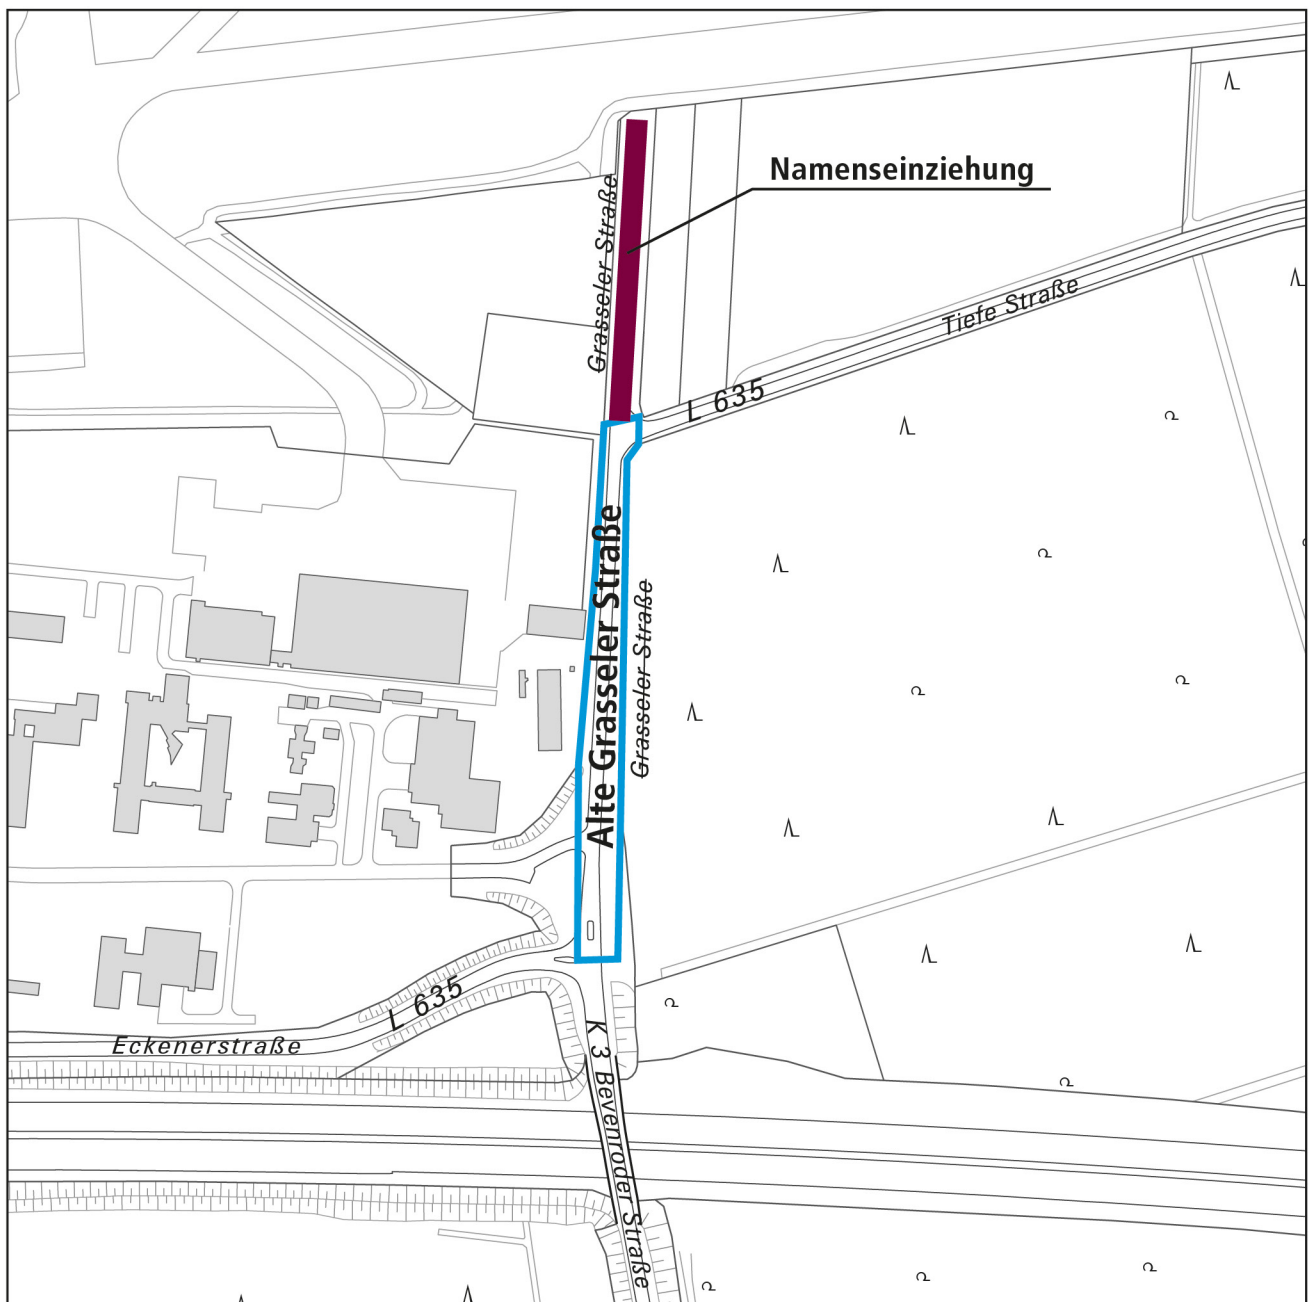 Namenseinziehung
Grasseler Straße
Tiefe Straße
L 635
Alte Grasseler Straße
Grasseler Straße
L 635
Eckenerstraße
K 3
Bevenroder Straße